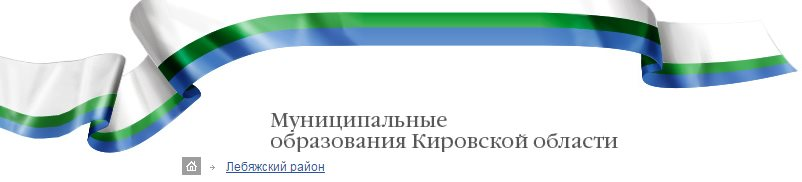 Муниципальные
образования Кировской области
Лебяжский район